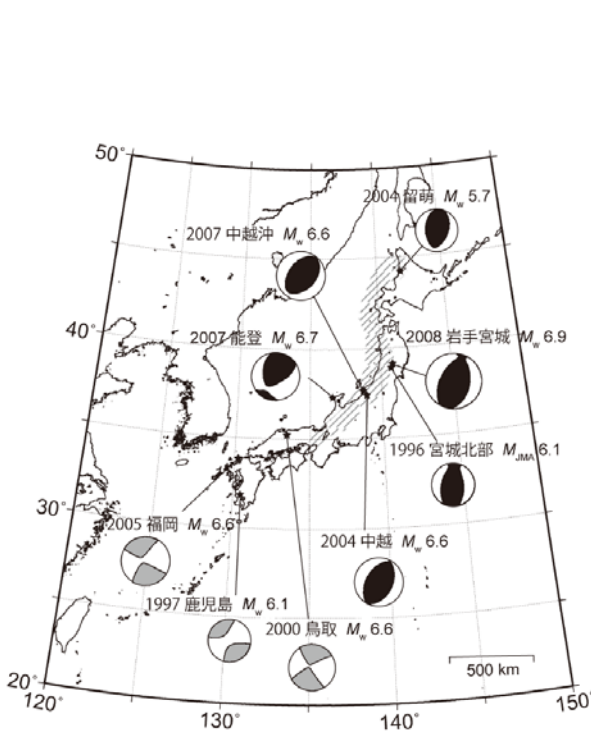 50°
2004 留萌 Mw 5.7
2007 中越沖 Mw 6.6
40°
2007 能登 Mw 6.7
2008 岩手宮城 Mw 6.9
1996 宮城北部 MJMA 6.1
30°
2005 福岡 Mw 6.6
2004 中越 Mw 6.6
1997 鹿児島 Mw 6.1
2000 鳥取 Mw 6.6
500 km
20°
120°
130°
140°
150°